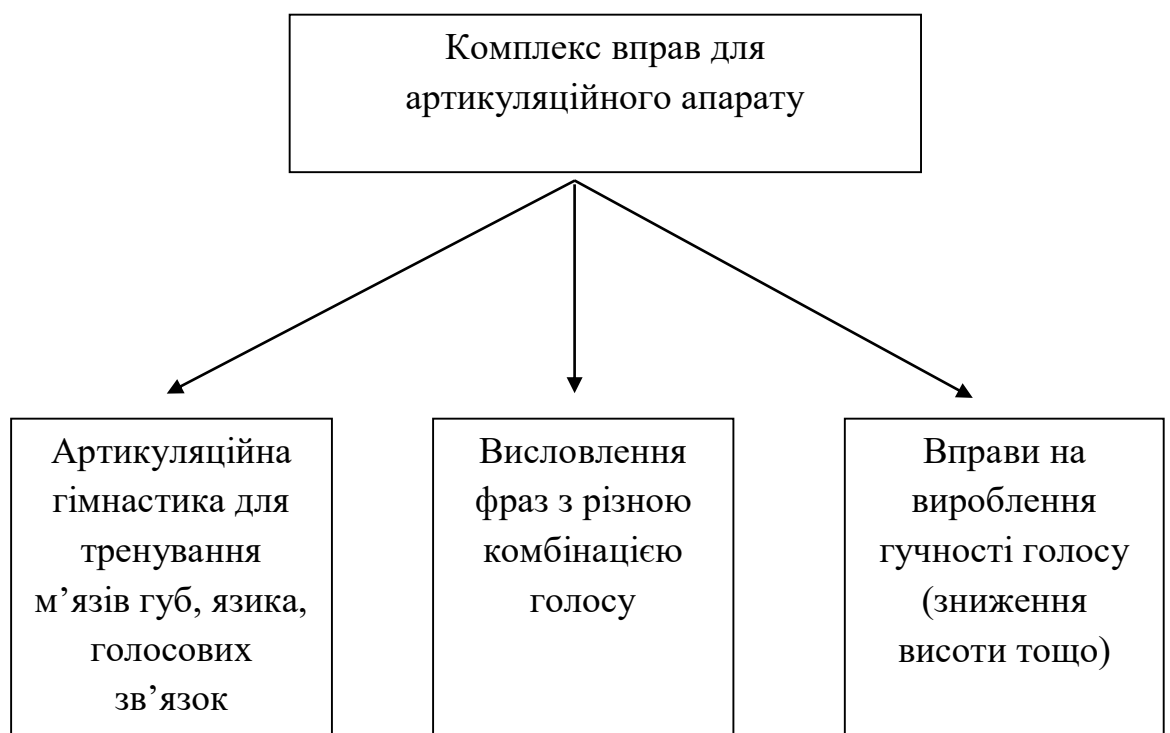 Комплекс вправ для
артикуляційного апарату
Артикуляційна
гімнастика для
тренування
м’язів губ, язика,
голосових
зв’язок
Висловлення
фраз з різною
комбінацією
голосу
Вправи на
вироблення
гучності голосу
(зниження
висоти тощо)